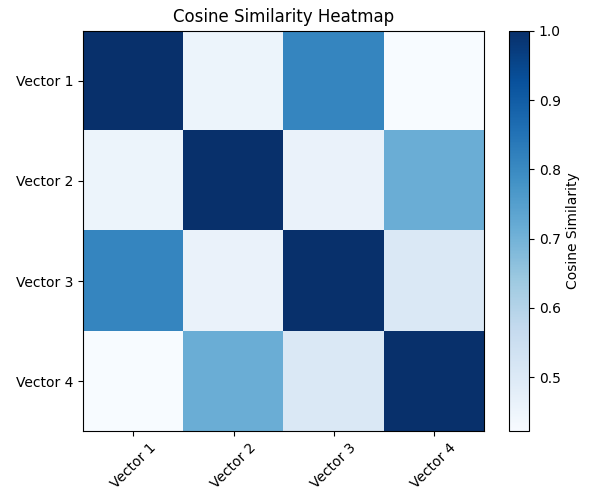 Cosine Similarity Heatmap
Vector 1
Vector 2
Vector 3
Vector 4
Vector 1
Vector 2
Vector 3
Vector 4
1.0
0.9
0.8
0.7
0.6
0.5
Cosine Similarity